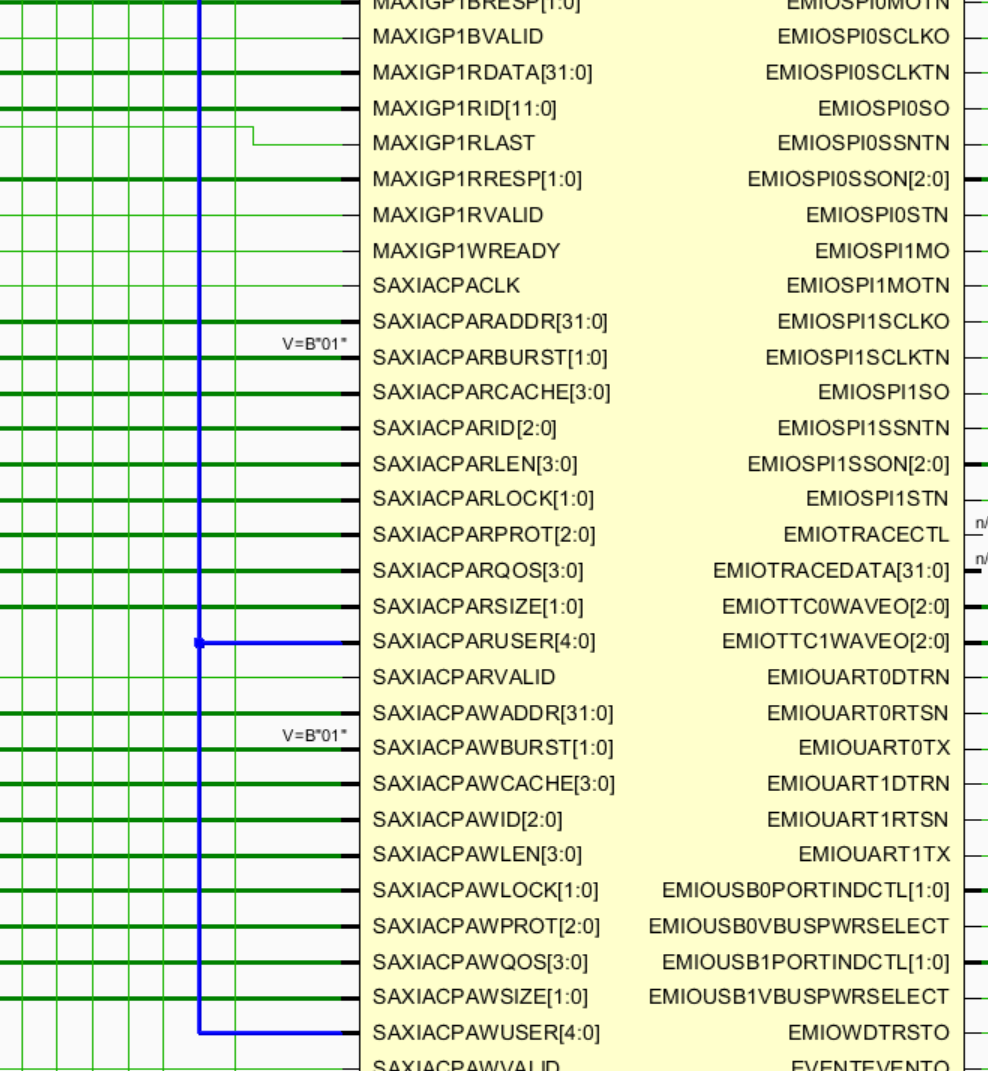 MAXIGP1BRESP[1:0] EMIOSPI0MOTN
MAXIGP1BVALID EMIOSPI0SCLKO
MAXIGP1RDATA[31:0] EMIOSPI0SCLKTN
MAXIGP1RID[11:0] EMIOSPI0SO
MAXIGP1RLAST EMIOSPI0SSNTN
MAXIGP1RRESP[1:0] EMIOSPI0SSON[2:0]
MAXIGP1RVALID EMIOSPI0STN
MAXIGP1WREADY EMIOSPI1MO
SAXIACPACLK EMIOSPI1MOTN
SAXIACPARADDR[31:0] EMIOSPI1SCLKO
V=B"01" SAXIACPARBURST[1:0] EMIOSPI1SCLKTN
SAXIACPARCACHE[3:0] EMIOSPI1SO
SAXIACPARID[2:0] EMIOSPI1SSNTN
SAXIACPARLEN[3:0] EMIOSPI1SSON[2:0]
SAXIACPARLOCK[1:0] EMIOSPI1STN
SAXIACPARPROT[2:0] EMIOTRACECTL n/
SAXIACPARQOS[3:0] EMIOTRACEDATA[31:0] n/
SAXIACPARSIZE[1:0] EMIOTTC0WAVEO[2:0]
SAXIACPARUSER[4:0] EMIOTTC1WAVEO[2:0]
SAXIACPARVALID EMIOUART0DTRN
SAXIACPAWADDR[31:0] EMIOUART0RTSN
V=B"01" SAXIACPAWBURST[1:0] EMIOUART0TX
SAXIACPAWCACHE[3:0] EMIOUART1DTRN
SAXIACPAWID[2:0] EMIOUART1RTSN
SAXIACPAWLEN[3:0] EMIOUART1TX
SAXIACPAWLOCK[1:0] EMIOUSB0PORTINDCTL[1:0]
SAXIACPAWPROT[2:0] EMIOUSB0VBUSPWRSELECT
SAXIACPAWQOS[3:0] EMIOUSB1PORTINDCTL[1:0]
SAXIACPAWSIZE[1:0] EMIOUSB1VBUSPWRSELECT
SAXIACPAWUSER[4:0] EMIOWDTRSTO
SAXIACPAWVALID EVENTEVENTO